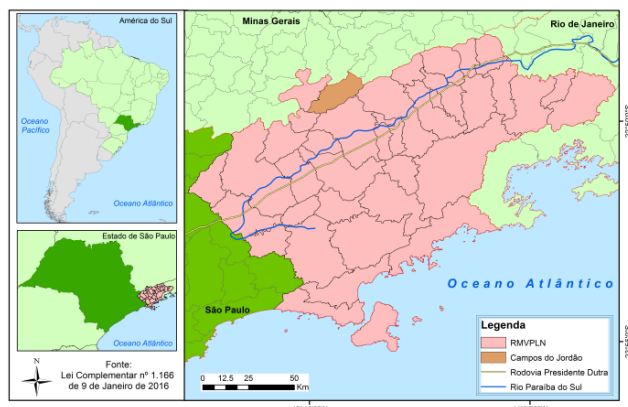 América do Sul
Oceano
Pacífico
Oceano Atlântico
Estado de São Paulo
Oceano Atlântico
N
Fonte:
Lei Complementar nº 1.166
de 9 de Janeiro de 2016
Minas Gerais
Rio de Janeiro
Oceano Atlântico
São Paulo
0 12.5 25 50
Km
Legenda
RMVPLN
Campos do Jordão
Rodovia Presidente Dutra
Rio Paraíba do Sul